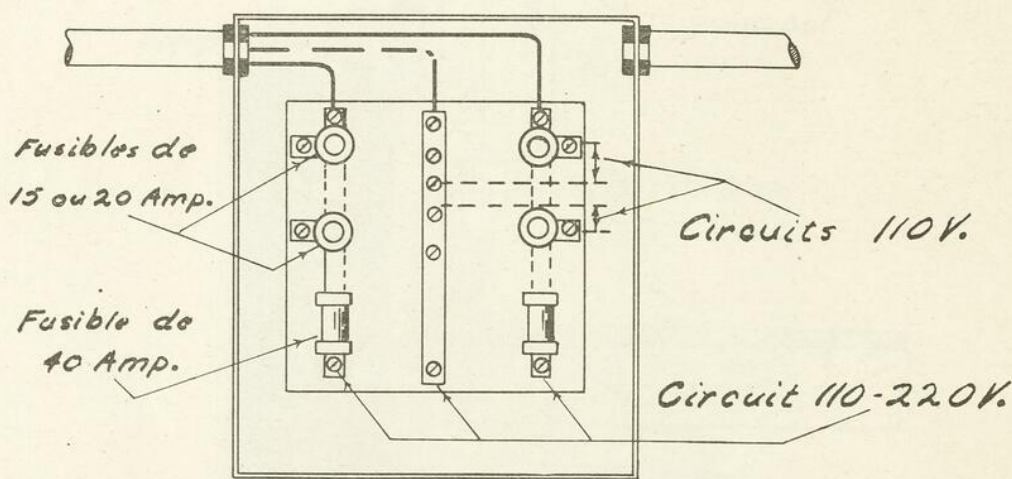 Fusibles de
15 ou 20 Amp.
Circuits 110V.
Fusible de
40 Amp.
Circuit 110-220V.